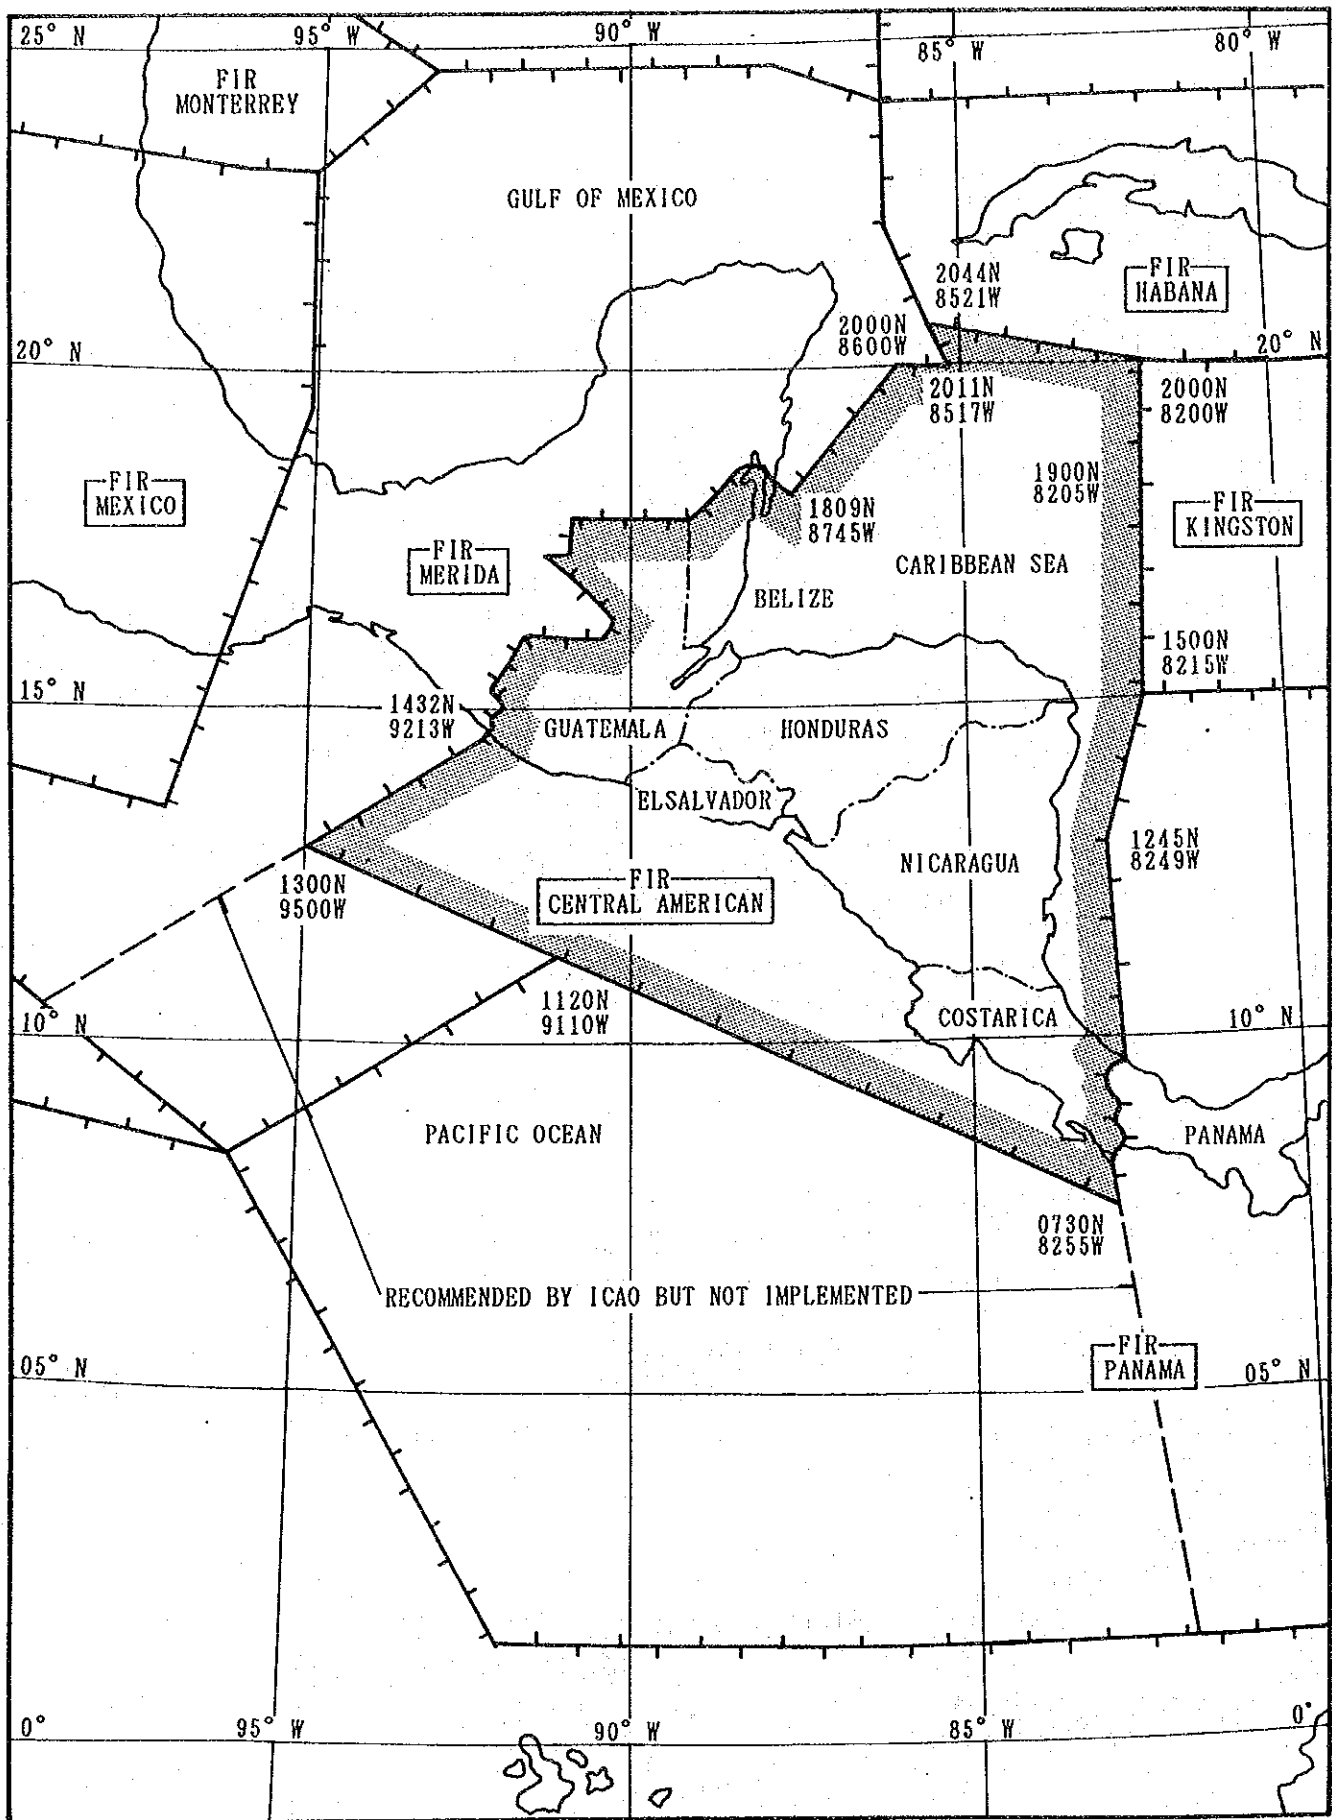 25° N
95° W
90° W
85° W
80° W
FIR
MONTERREY
GULF OF MEXICO
2044N
8521W
FIR
HABANA
2000N
8600W
20° N
20° N
2011N
8517W
2000N
8200W
FIR
MEXICO
1900N
8205W
FIR
KINGSTON
1809N
8745W
FIR
MERIDA
CARIBBEAN SEA
BELIZE
1500N
8215W
15° N
1432N
9213W
GUATEMALA
HONDURAS
ELSALVADOR
1245N
8249W
NICARAGUA
1300N
9500W
FIR
CENTRAL AMERICAN
1120N
9110W
COSTARICA
10° N
10° N
PACIFIC OCEAN
PANAMA
0730N
8255W
RECOMMENDED BY ICAO BUT NOT IMPLEMENTED
FIR
PANAMA
05° N
05° N
0°
95° W
90° W
85° W
0°